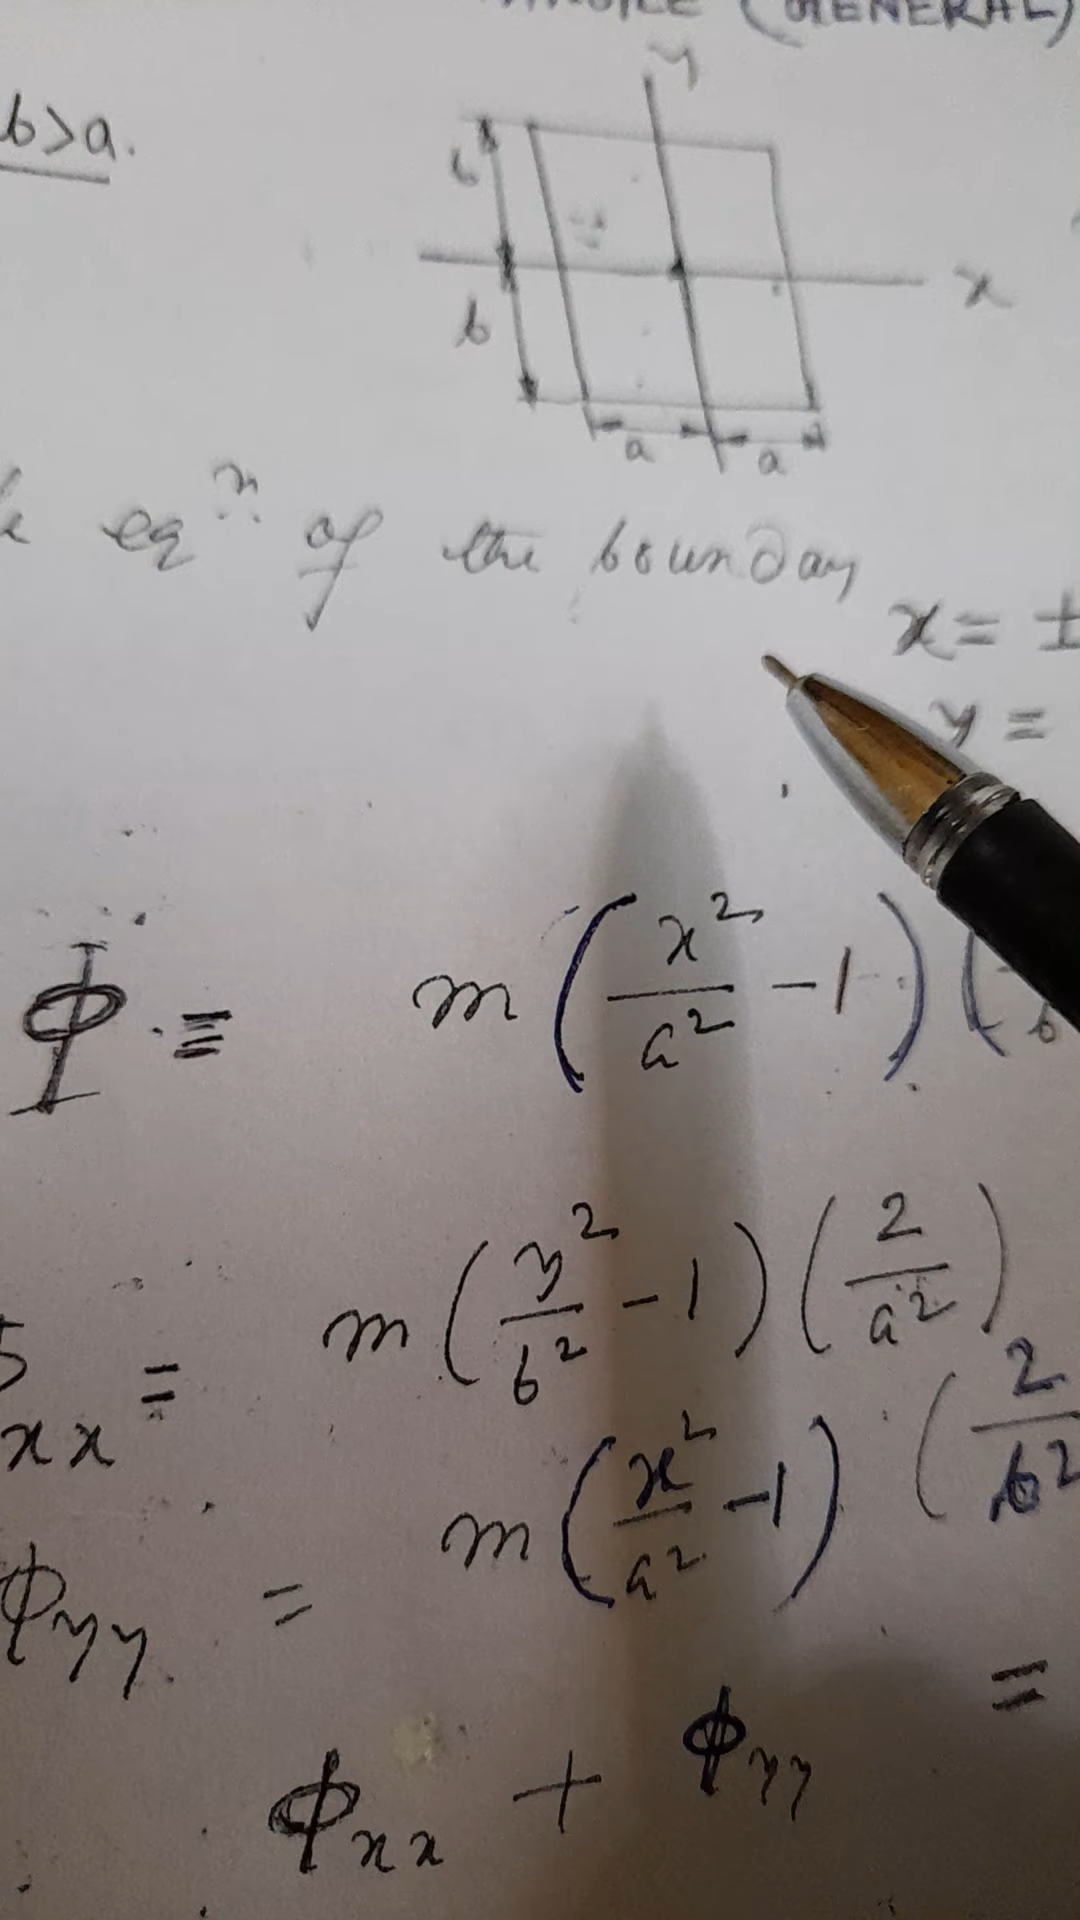 (GENERAL)
b>a.
y
b
x
b
a a
eqⁿ. of the boundary
x = ±
y =
Φ ≡ m(x²/a² - 1)(
b
xx = m(y²/b² - 1)(2/a²)
ϕyy = m(x²/a² - 1)(2/b²
ϕxx + ϕyy =